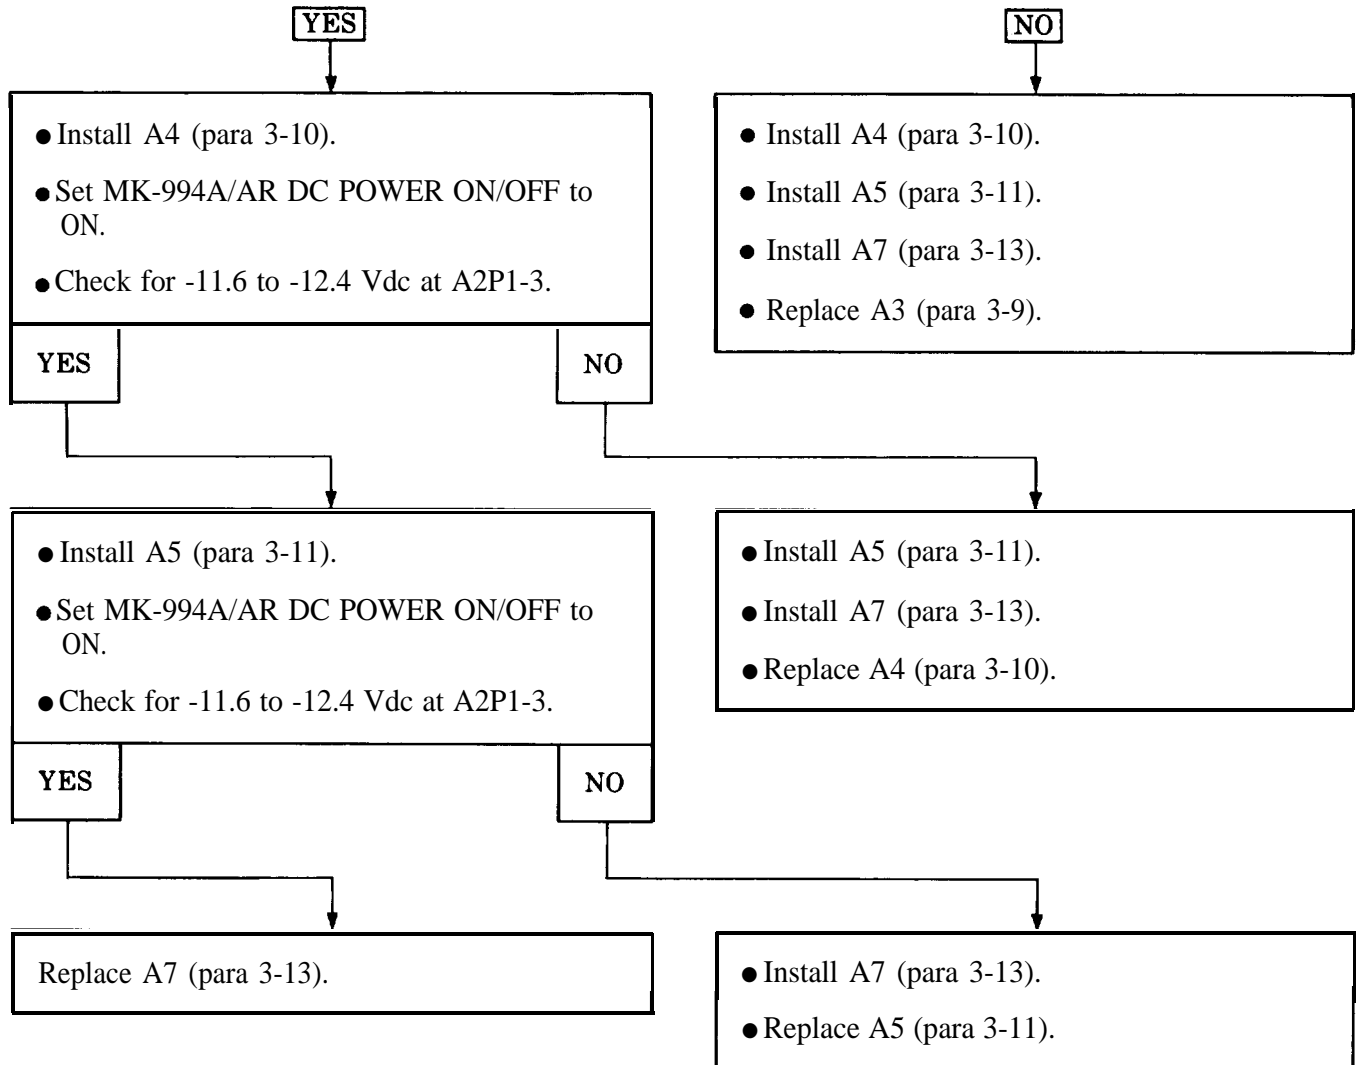 YES
● Install A4 (para 3-10).
● Set MK-994A/AR DC POWER ON/OFF to
ON.
● Check for -11.6 to -12.4 Vdc at A2P1-3.
YES
NO
NO
● Install A4 (para 3-10).
● Install A5 (para 3-11).
● Install A7 (para 3-13).
● Replace A3 (para 3-9).
● Install A5 (para 3-11).
● Set MK-994A/AR DC POWER ON/OFF to
ON.
● Check for -11.6 to -12.4 Vdc at A2P1-3.
YES
NO
● Install A5 (para 3-11).
● Install A7 (para 3-13).
● Replace A4 (para 3-10).
Replace A7 (para 3-13).
● Install A7 (para 3-13).
● Replace A5 (para 3-11).